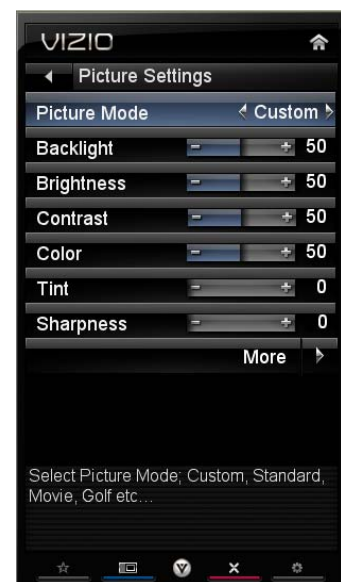 VIZIO
Picture Settings
Picture Mode Custom
Backlight - + 50
Brightness - + 50
Contrast - + 50
Color - + 50
Tint - + 0
Sharpness - + 0
More
Select Picture Mode; Custom, Standard,
Movie, Golf etc...
V